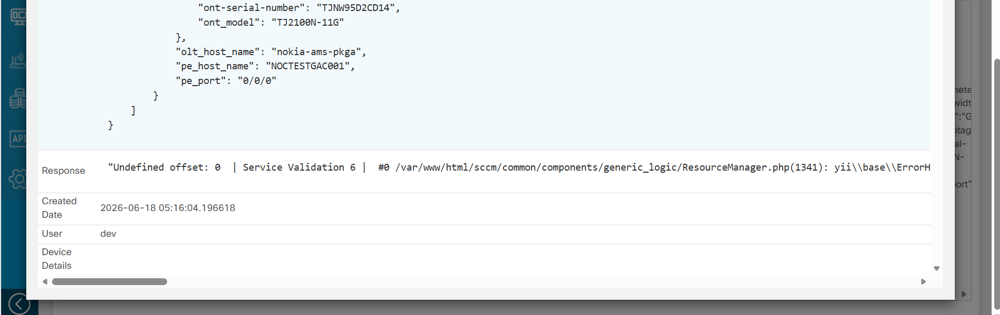 "ont-serial-number": "TJNW95D2CD14",
"ont_model": "TJ2100N-11G"
},
"olt_host_name": "nokia-ams-pkga",
"pe_host_name": "NOCTESTGAC001",
"pe_port": "0/0/0"
}
]
}
Response "Undefined offset: 0  | Service Validation 6 |  #0 /var/www/html/sccm/common/components/generic_logic/ResourceManager.php(1341): yii\\base\\ErrorH
Created Date 2026-06-18 05:16:04.196618
User dev
Device Details
API
nete
widt
":"G
ntag
al-
N-
ort"